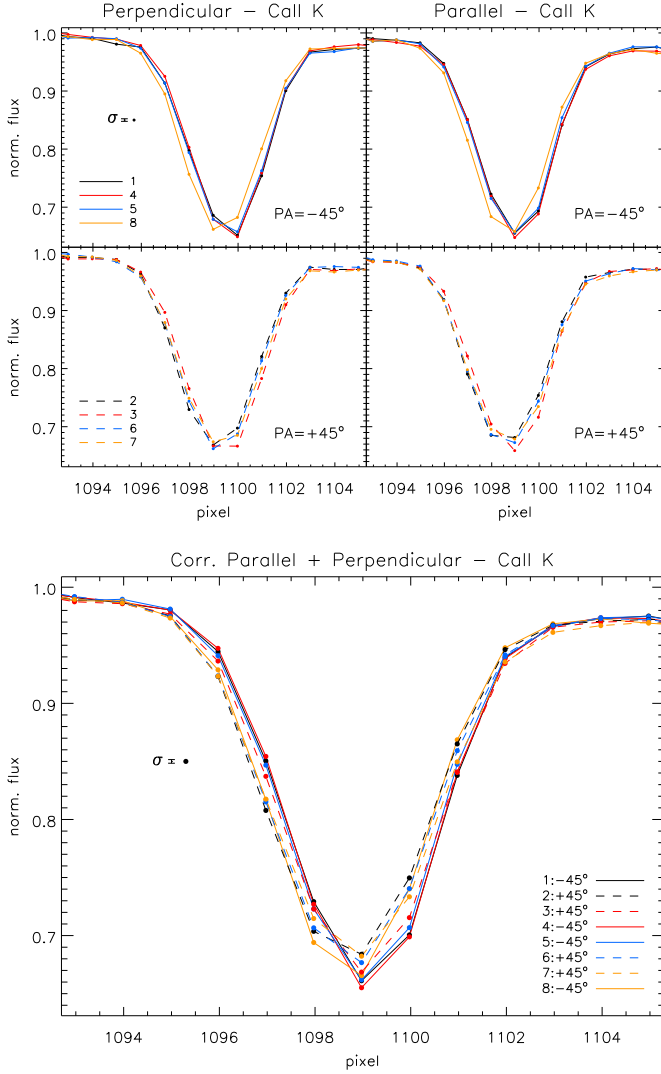 Perpendicular − CaII K
Parallel − CaII K
norm. flux
1.0
0.9
0.8
0.7
σ
1
4
5
8
PA=−45°
PA=−45°
norm. flux
1.0
0.9
0.8
0.7
2
3
6
7
PA=+45°
PA=+45°
1094 1096 1098 1100 1102 1104
1094 1096 1098 1100 1102 1104
pixel
pixel
Corr. Parallel + Perpendicular − CaII K
norm. flux
1.0
0.9
0.8
0.7
σ
1:−45°
2:+45°
3:+45°
4:−45°
5:−45°
6:+45°
7:+45°
8:−45°
1094 1096 1098 1100 1102 1104
pixel